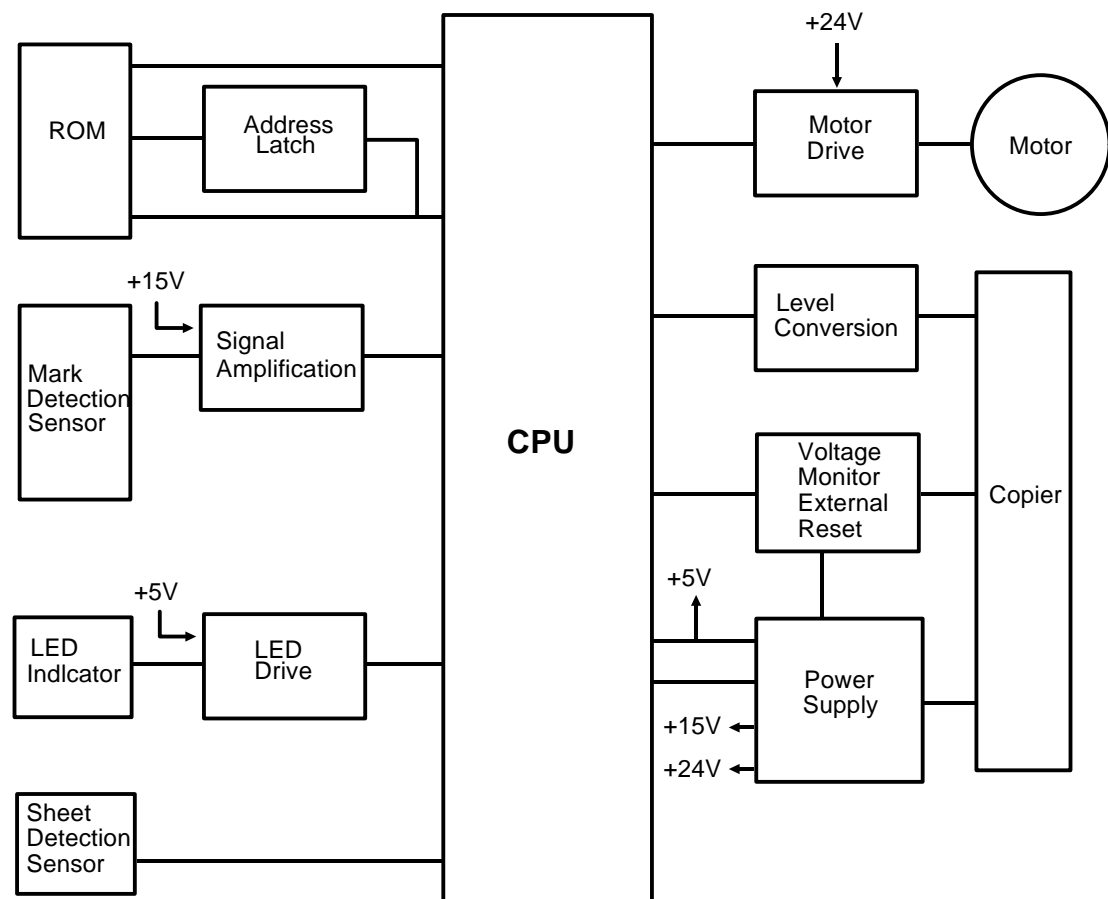 ROM
Address
Latch
+15V
Mark
Detection
Sensor
Signal
Amplification
+5V
LED
Indlcator
LED
Drive
Sheet
Detection
Sensor
CPU
+24V
Motor
Drive
Motor
Level
Conversion
Voltage
Monitor
External
Reset
Copier
+5V
Power
Supply
+15V
+24V